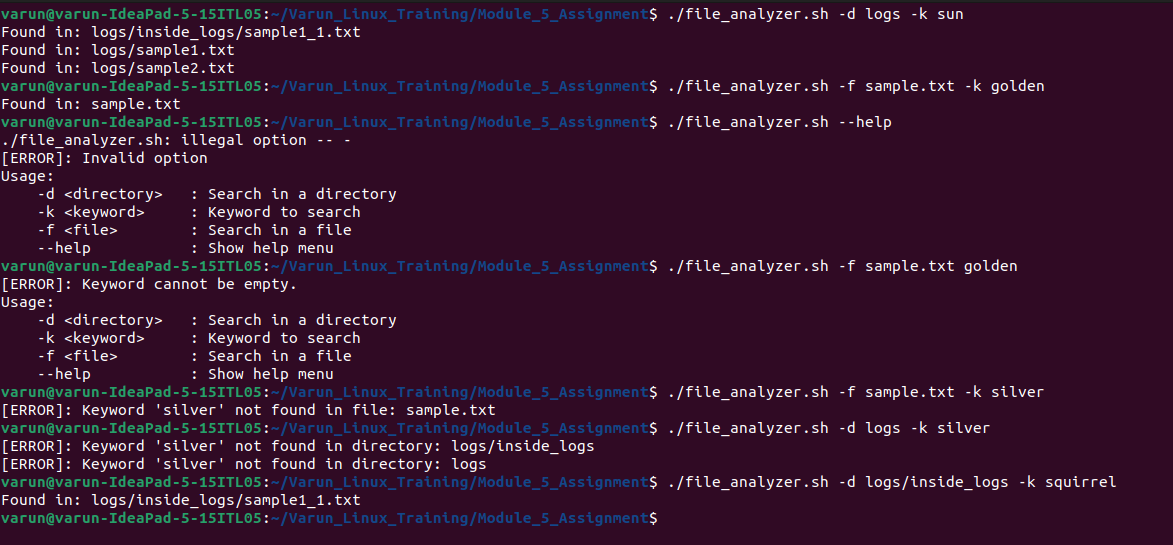 varun@varun-IdeaPad-5-15ITL05:~/Varun_Linux_Training/Module_5_Assignment$ ./file_analyzer.sh -d logs -k sun
Found in: logs/inside_logs/sample1_1.txt
Found in: logs/sample1.txt
Found in: logs/sample2.txt
varun@varun-IdeaPad-5-15ITL05:~/Varun_Linux_Training/Module_5_Assignment$ ./file_analyzer.sh -f sample.txt -k golden
Found in: sample.txt
varun@varun-IdeaPad-5-15ITL05:~/Varun_Linux_Training/Module_5_Assignment$ ./file_analyzer.sh --help
./file_analyzer.sh: illegal option -- -
[ERROR]: Invalid option
Usage:
    -d <directory>   : Search in a directory
    -k <keyword>     : Keyword to search
    -f <file>        : Search in a file
    --help           : Show help menu
varun@varun-IdeaPad-5-15ITL05:~/Varun_Linux_Training/Module_5_Assignment$ ./file_analyzer.sh -f sample.txt golden
[ERROR]: Keyword cannot be empty.
Usage:
    -d <directory>   : Search in a directory
    -k <keyword>     : Keyword to search
    -f <file>        : Search in a file
    --help           : Show help menu
varun@varun-IdeaPad-5-15ITL05:~/Varun_Linux_Training/Module_5_Assignment$ ./file_analyzer.sh -f sample.txt -k silver
[ERROR]: Keyword 'silver' not found in file: sample.txt
varun@varun-IdeaPad-5-15ITL05:~/Varun_Linux_Training/Module_5_Assignment$ ./file_analyzer.sh -d logs -k silver
[ERROR]: Keyword 'silver' not found in directory: logs/inside_logs
[ERROR]: Keyword 'silver' not found in directory: logs
varun@varun-IdeaPad-5-15ITL05:~/Varun_Linux_Training/Module_5_Assignment$ ./file_analyzer.sh -d logs/inside_logs -k squirrel
Found in: logs/inside_logs/sample1_1.txt
varun@varun-IdeaPad-5-15ITL05:~/Varun_Linux_Training/Module_5_Assignment$